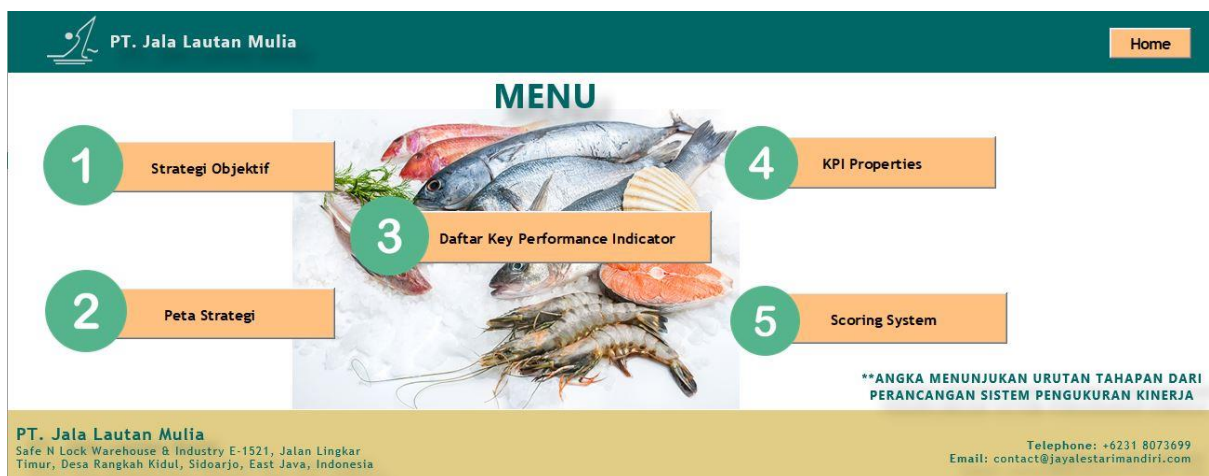 PT. Jala Lautan Mulia
Home
MENU
1
Strategi Objektif
2
Peta Strategi
3
Daftar Key Performance Indicator
4
KPI Properties
5
Scoring System
**ANGKA MENUNJUKAN URUTAN TAHAPAN DARI
PERANCANGAN SISTEM PENGUKURAN KINERJA
PT. Jala Lautan Mulia
Safe N Lock Warehouse & Industry E-1521, Jalan Lingkar
Timur, Desa Rangkah Kidul, Sidoarjo, East Java, Indonesia
Telephone: +6231 8073699
Email: contact@jayalestarimandiri.com